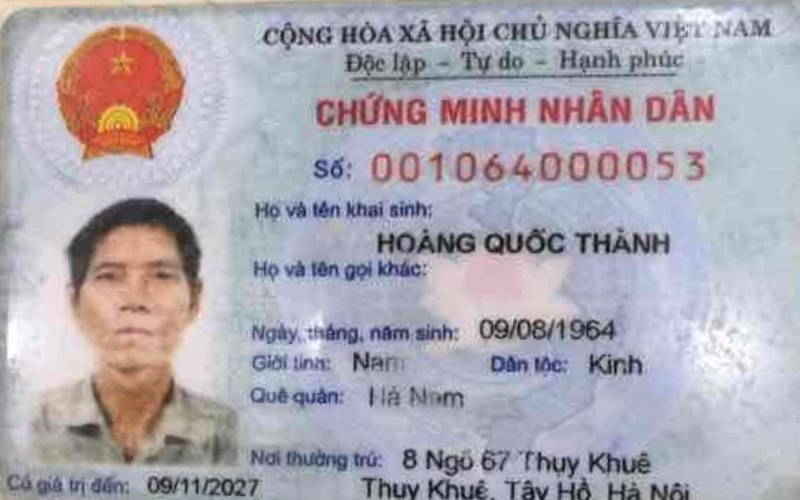 CỘNG HÒA XÃ HỘI CHỦ NGHĨA VIỆT NAM
Độc lập - Tự do - Hạnh phúc
CHỨNG MINH NHÂN DÂN
Số: 001064000053
Họ và tên khai sinh:
HOÀNG QUỐC THÀNH
Họ và tên gọi khác:
Ngày, tháng, năm sinh: 09/08/1964
Giới tính: Nam Dân tộc: Kinh
Quê quán: Hà Nam
Nơi thường trú: 8 Ngõ 67 Thụy Khuê
Thụy Khuê, Tây Hồ, Hà Nội
Có giá trị đến: 09/11/2027